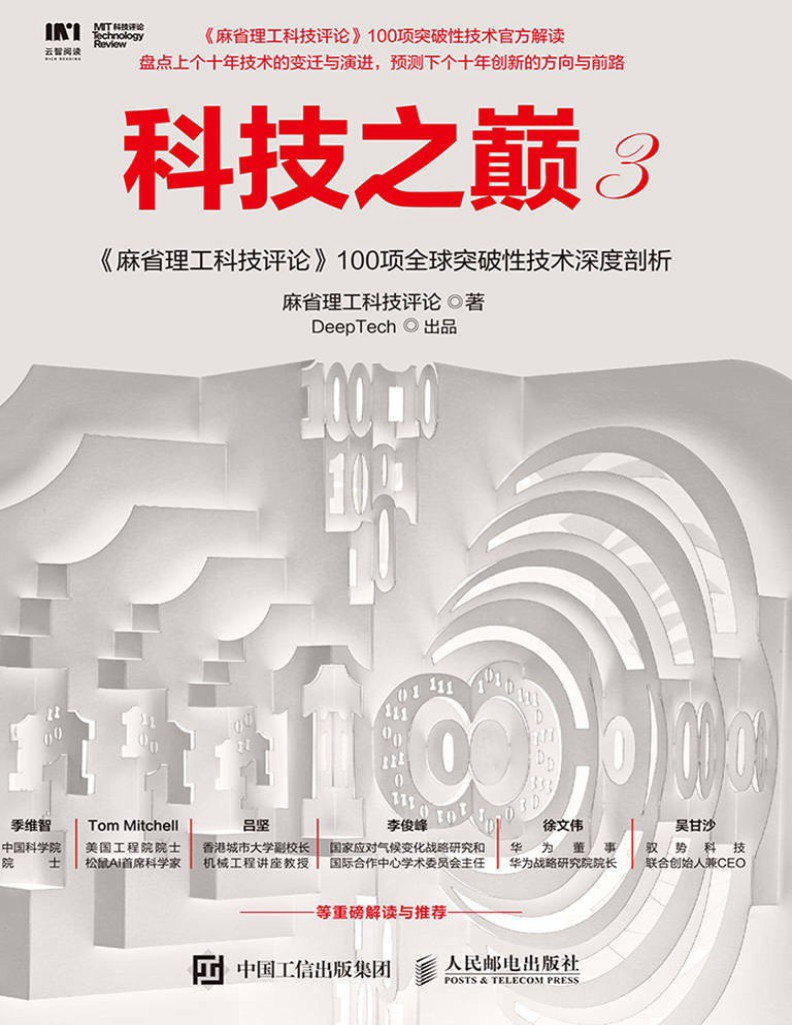 云智阅读
RICH READING
MIT 科技评论
Technology
Review
《麻省理工科技评论》100项突破性技术官方解读
盘点上个十年技术的变迁与演进，预测下个十年创新的方向与前路
科技之巅 3
《麻省理工科技评论》100项全球突破性技术深度剖析
麻省理工科技评论 ◎ 著
DeepTech ◎ 出品
100 10
10
10
季维智
中国科学院
院士
Tom Mitchell
美国工程院院士
松鼠AI首席科学家
吕坚
香港城市大学副校长
机械工程讲座教授
李俊峰
国家应对气候变化战略研究和
国际合作中心学术委员会主任
徐文伟
华为董事
华为战略研究院院长
吴甘沙
驭势科技
联合创始人兼CEO
等重磅解读与推荐
中国工信出版集团
人民邮电出版社
POSTS & TELECOM PRESS